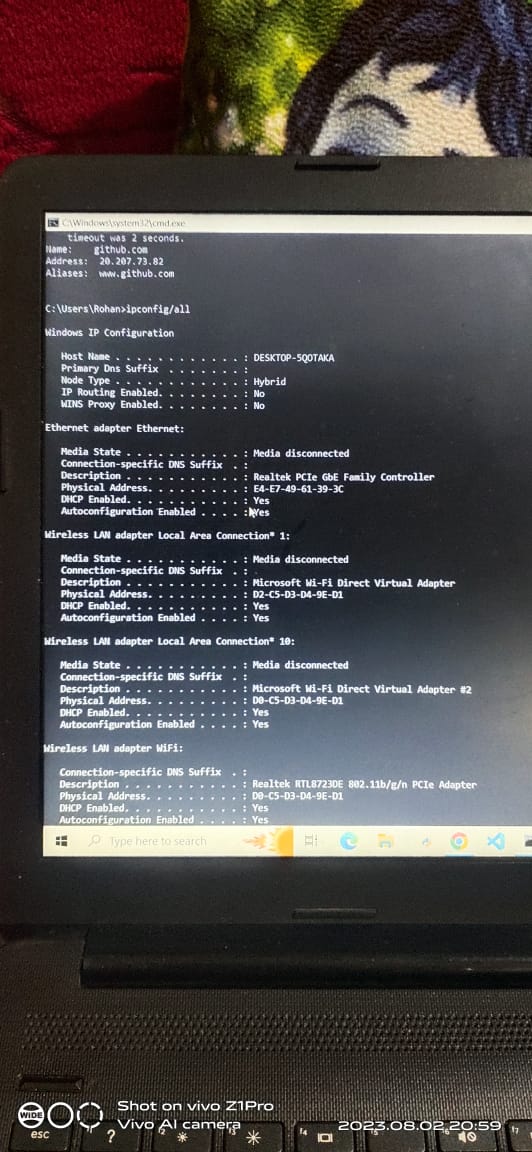 C:\Windows\system32\cmd.exe
timeout was 2 seconds.
Name: github.com
Address: 20.207.73.82
Aliases: www.github.com
C:\Users\Rohan>ipconfig/all
Windows IP Configuration
Host Name . . . . . . . . . . . . : DESKTOP-5QOTAKA
Primary Dns Suffix . . . . . . . :
Node Type . . . . . . . . . . . . : Hybrid
IP Routing Enabled. . . . . . . . : No
WINS Proxy Enabled. . . . . . . . : No
Ethernet adapter Ethernet:
Media State . . . . . . . . . . . : Media disconnected
Connection-specific DNS Suffix . :
Description . . . . . . . . . . . : Realtek PCIe GbE Family Controller
Physical Address. . . . . . . . . : E4-E7-49-61-39-3C
DHCP Enabled. . . . . . . . . . . : Yes
Autoconfiguration Enabled . . . . : Yes
Wireless LAN adapter Local Area Connection* 1:
Media State . . . . . . . . . . . : Media disconnected
Connection-specific DNS Suffix . :
Description . . . . . . . . . . . : Microsoft Wi-Fi Direct Virtual Adapter
Physical Address. . . . . . . . . : D2-C5-D3-D4-9E-D1
DHCP Enabled. . . . . . . . . . . : Yes
Autoconfiguration Enabled . . . . : Yes
Wireless LAN adapter Local Area Connection* 10:
Media State . . . . . . . . . . . : Media disconnected
Connection-specific DNS Suffix . :
Description . . . . . . . . . . . : Microsoft Wi-Fi Direct Virtual Adapter #2
Physical Address. . . . . . . . . : D0-C5-D3-D4-9E-D1
DHCP Enabled. . . . . . . . . . . : Yes
Autoconfiguration Enabled . . . . : Yes
Wireless LAN adapter WiFi:
Connection-specific DNS Suffix . :
Description . . . . . . . . . . . : Realtek RTL8723DE 802.11b/g/n PCIe Adapter
Physical Address. . . . . . . . . : D0-C5-D3-D4-9E-D1
DHCP Enabled. . . . . . . . . . . : Yes
Autoconfiguration Enabled . . . . : Yes
Type here to search
WIDE
Shot on vivo Z1Pro
Vivo AI camera
2023.08.02 20:59
esc ? f2 f3 f4